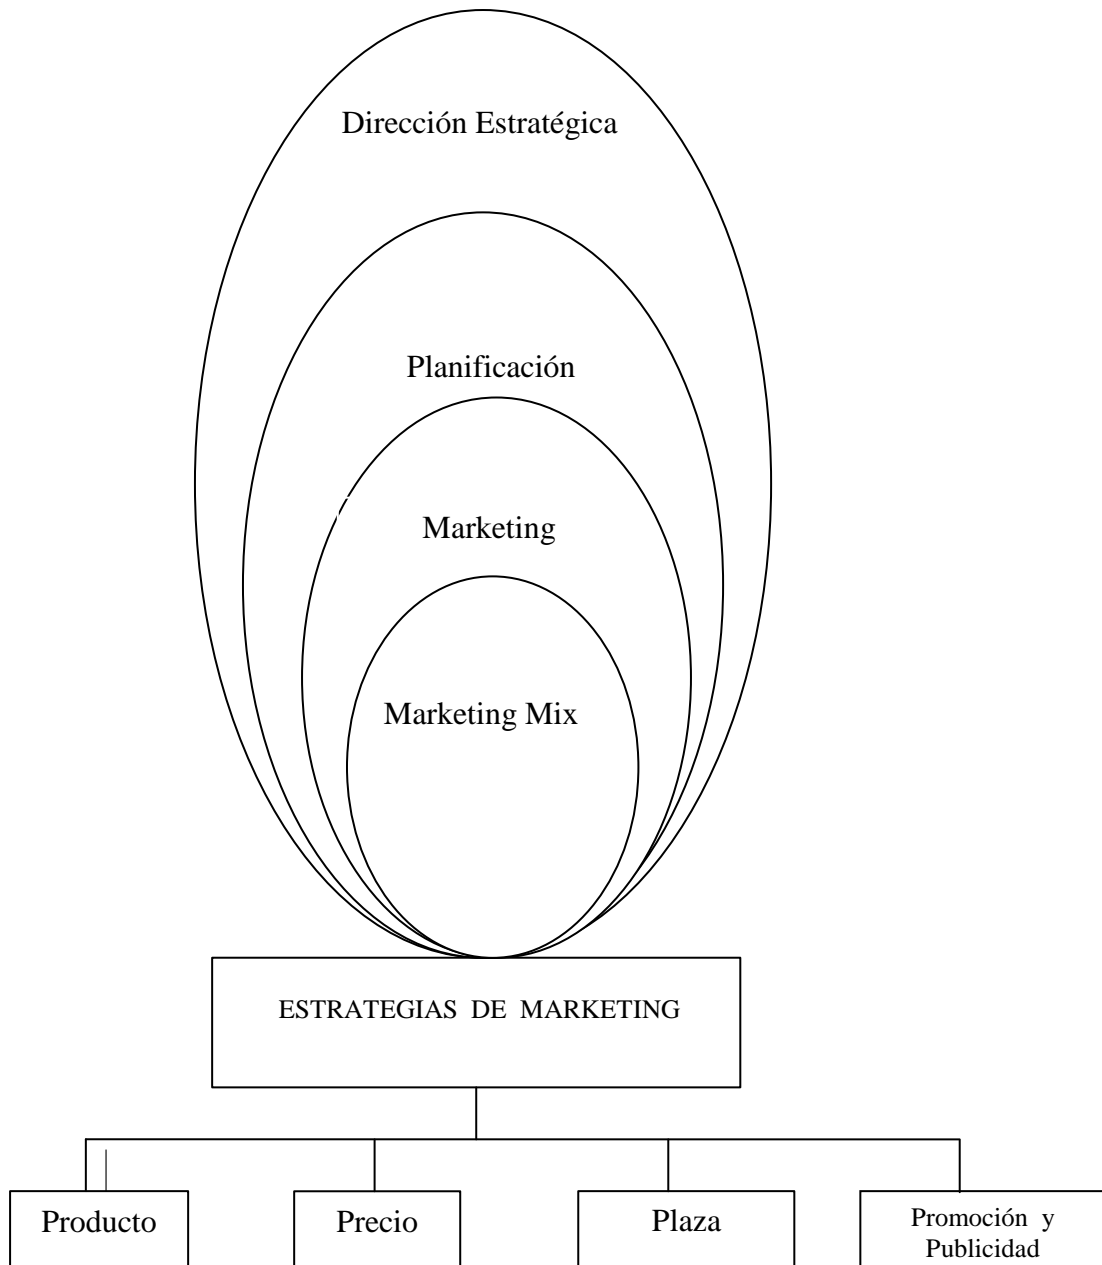 Dirección Estratégica
Planificación
Marketing
Marketing Mix
ESTRATEGIAS DE MARKETING
Producto
Precio
Plaza
Promoción y
Publicidad